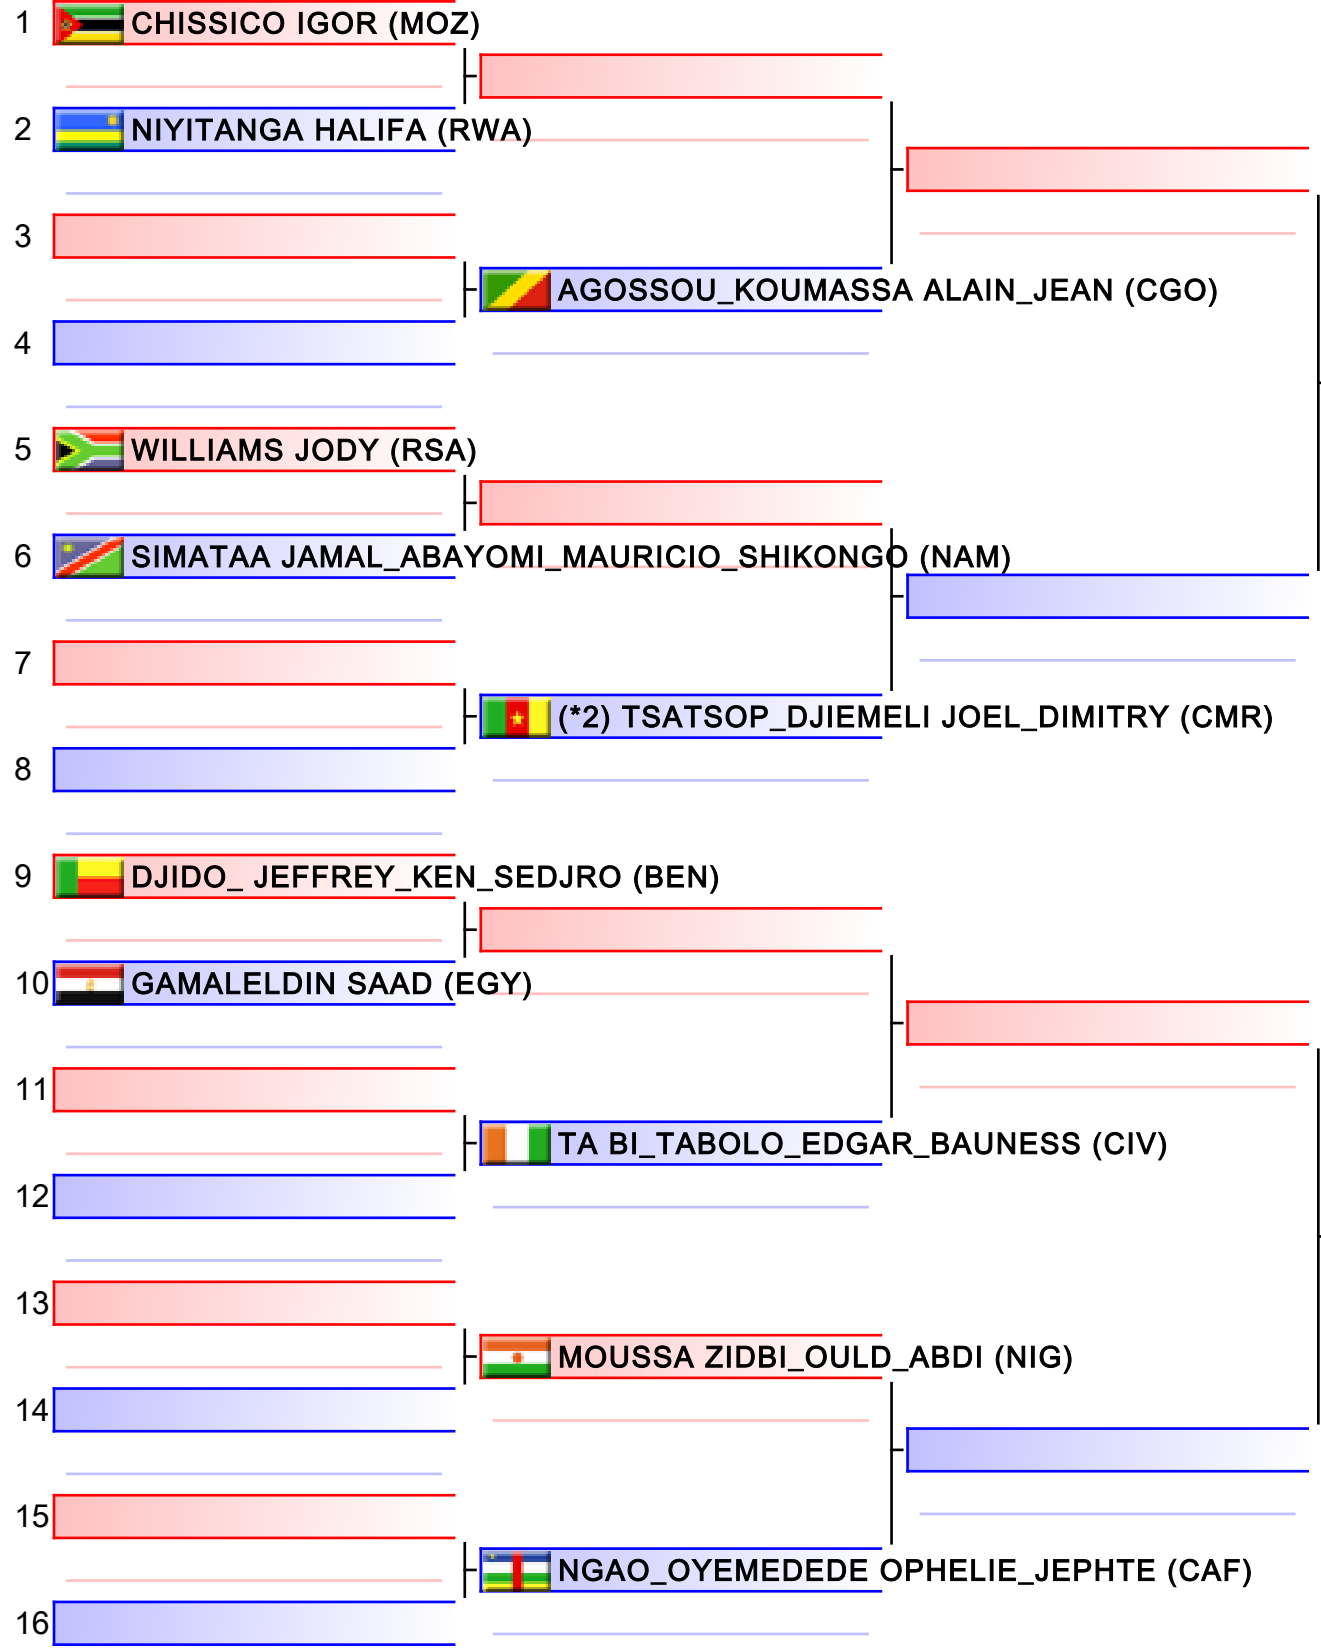 1 CHISSICO IGOR (MOZ)
2 NIYITANGA HALIFA (RWA)
3
AGOSSOU_KOUMASSA ALAIN_JEAN (CGO)
4
5 WILLIAMS JODY (RSA)
6 SIMATAA JAMAL_ABAYOMI_MAURICIO_SHIKONGO (NAM)
7
(*2) TSATSOP_DJIEMELI JOEL_DIMITRY (CMR)
8
9 DJIDO_ JEFFREY_KEN_SEDJRO (BEN)
10 GAMALELDIN SAAD (EGY)
11
TA BI_TABOLO_EDGAR_BAUNESS (CIV)
12
13
MOUSSA ZIDBI_OULD_ABDI (NIG)
14
15
NGAO_OYEMEDEDE OPHELIE_JEPHTE (CAF)
16